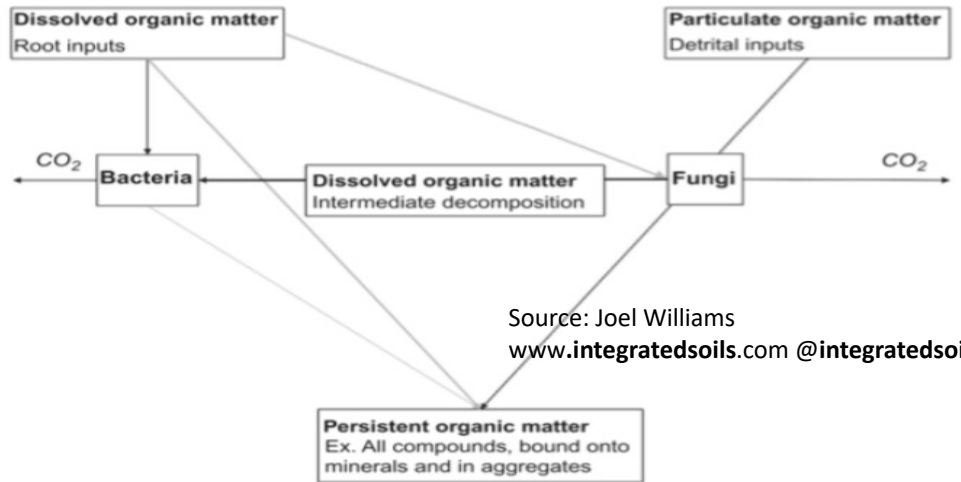 Dissolved organic matter
Root inputs
Particulate organic matter
Detrital inputs
CO₂
Bacteria
Dissolved organic matter
Intermediate decomposition
Fungi
CO₂
Source: Joel Williams
www.integratedsoils.com @integratedsoi
Persistent organic matter
Ex. All compounds, bound onto
minerals and in aggregates